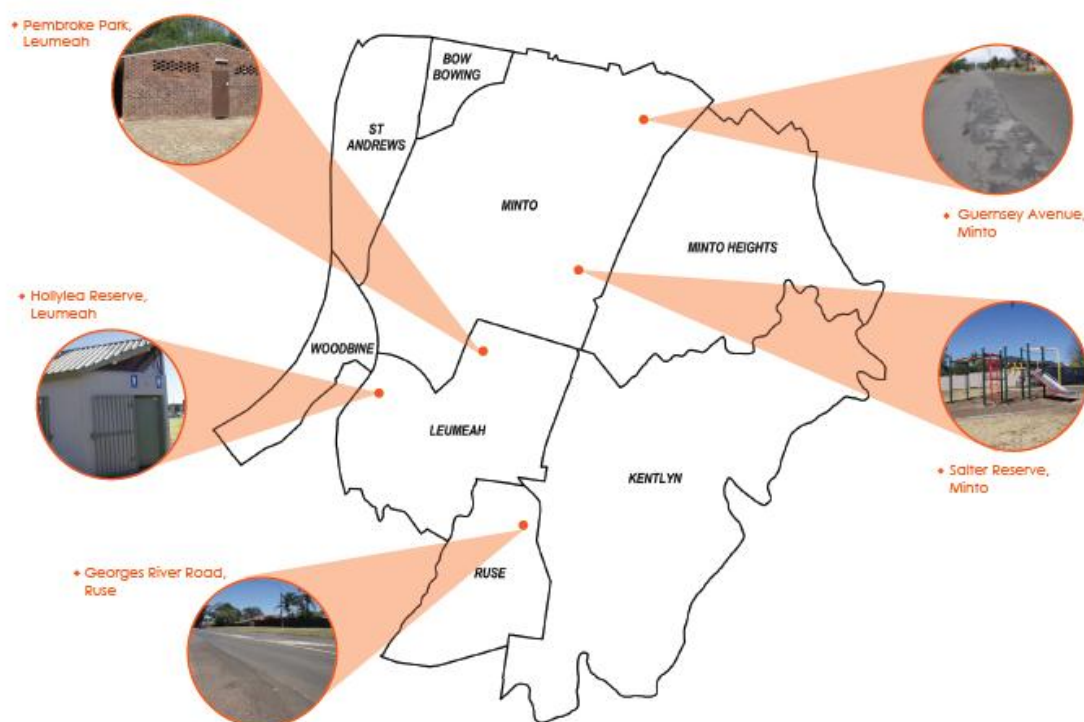 Pembroke Park,
Leumeah
BOW
BOWING
ST
ANDREWS
MINTO
Guernsey Avenue,
Minto
MINTO HEIGHTS
Hollylea Reserve,
Leumeah
WOODBINE
LEUMEAH
KENTLYN
Salter Reserve,
Minto
Georges River Road,
Ruse
RUSE